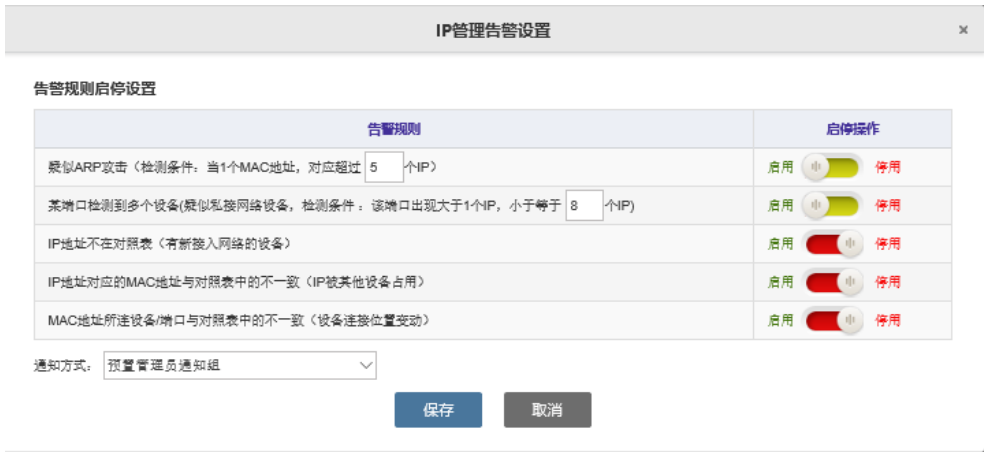 IP管理告警设置 ×
告警规则启停设置
告警规则 启停操作
疑似ARP攻击（检测条件：当1个MAC地址，对应超过 5 个IP） 启用 停用
某端口检测到多个设备(疑似私接网络设备，检测条件：该端口出现大于1个IP，小于等于 8 个IP) 启用 停用
IP地址不在对照表（有新接入网络的设备） 启用 停用
IP地址对应的MAC地址与对照表中的不一致（IP被其他设备占用） 启用 停用
MAC地址所连设备/端口与对照表中的不一致（设备连接位置变动） 启用 停用
通知方式： 预置管理员通知组
保存 取消